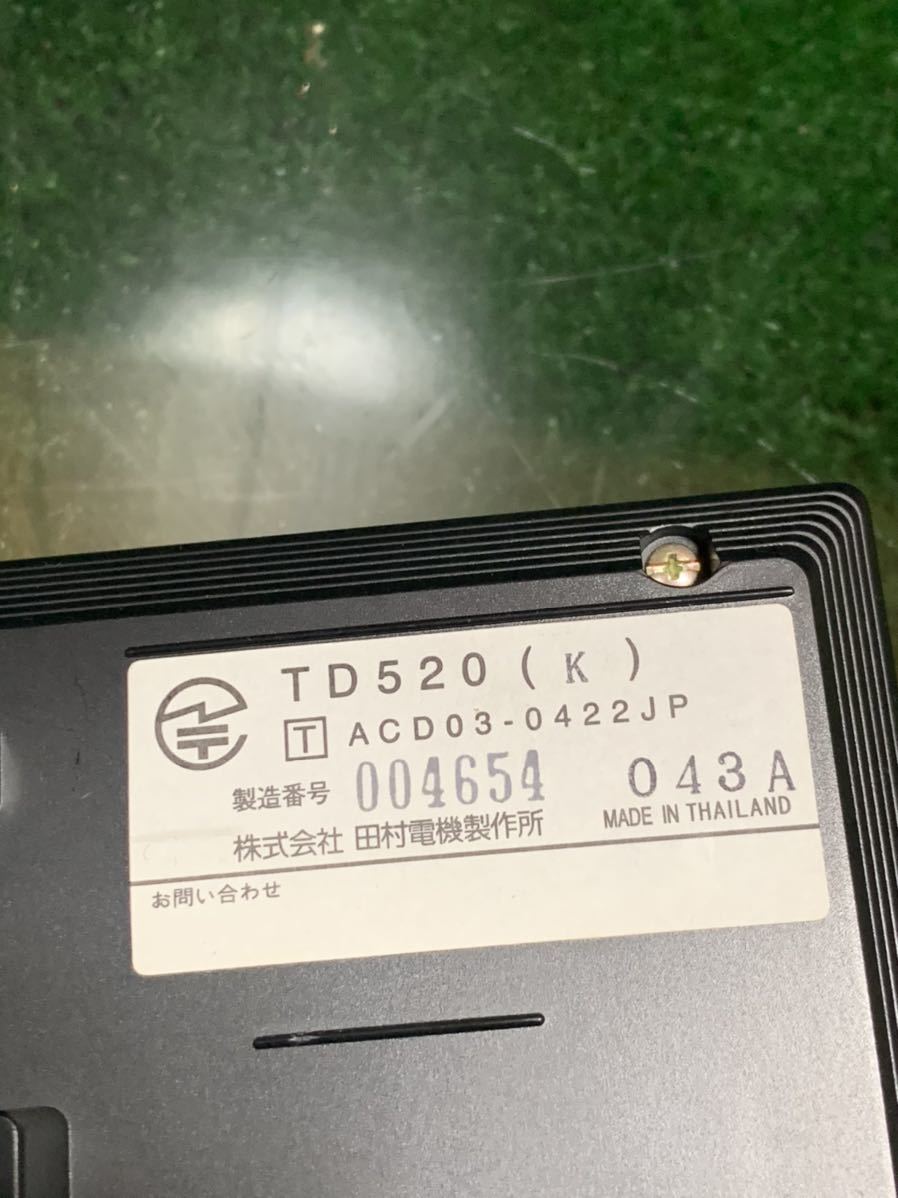 TD520 ( K )
T ACD03-0422JP
製造番号 004654 043A
株式会社 田村電機製作所 MADE IN THAILAND
お問い合わせ